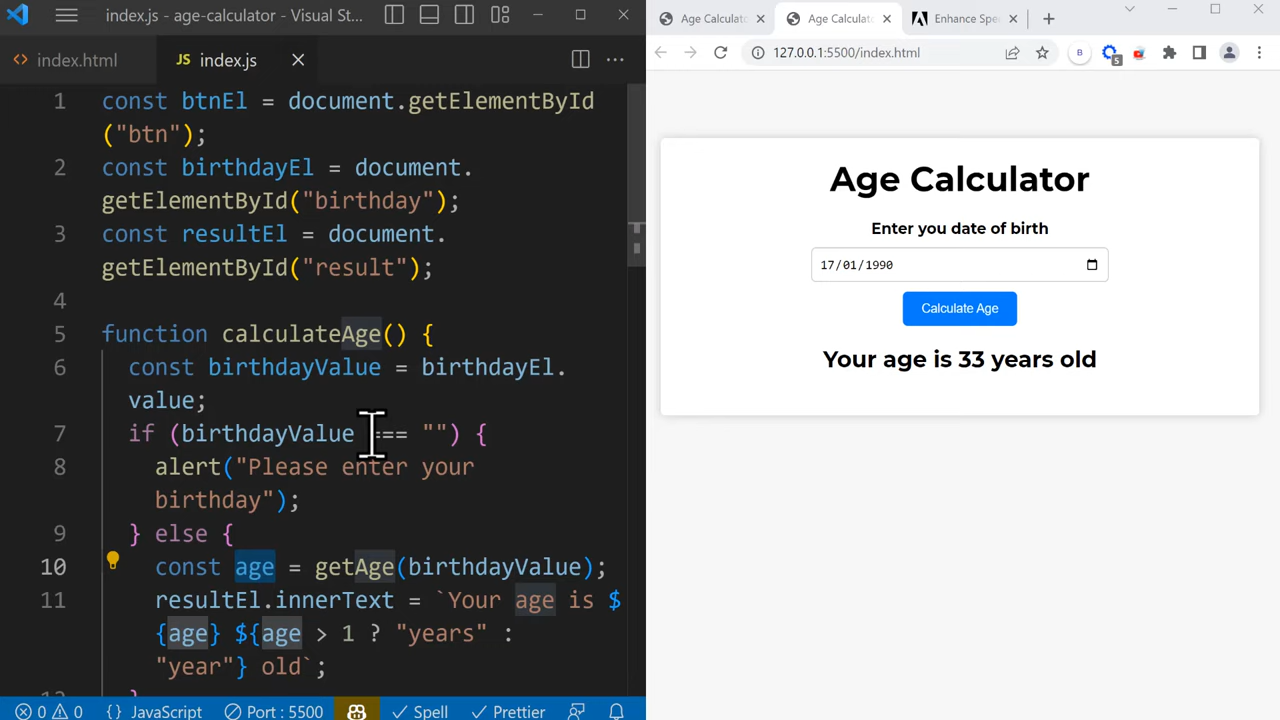 index.js - age-calculator - Visual St...
index.html
JS index.js
1 const btnEl = document.getElementById
("btn");
2 const birthdayEl = document.
getElementById("birthday");
3 const resultEl = document.
getElementById("result");
4
5 function calculateAge() {
6 const birthdayValue = birthdayEl.
value;
7 if (birthdayValue === "") {
8 alert("Please enter your
birthday");
9 } else {
10 const age = getAge(birthdayValue);
11 resultEl.innerText = `Your age is $
{age} ${age > 1 ? "years" :
"year"} old`;
0 0 {} JavaScript Port : 5500 Spell Prettier
Age Calculato
Age Calculato
Enhance Spe
127.0.0.1:5500/index.html
B
5
Age Calculator
Enter you date of birth
17/01/1990
Calculate Age
Your age is 33 years old